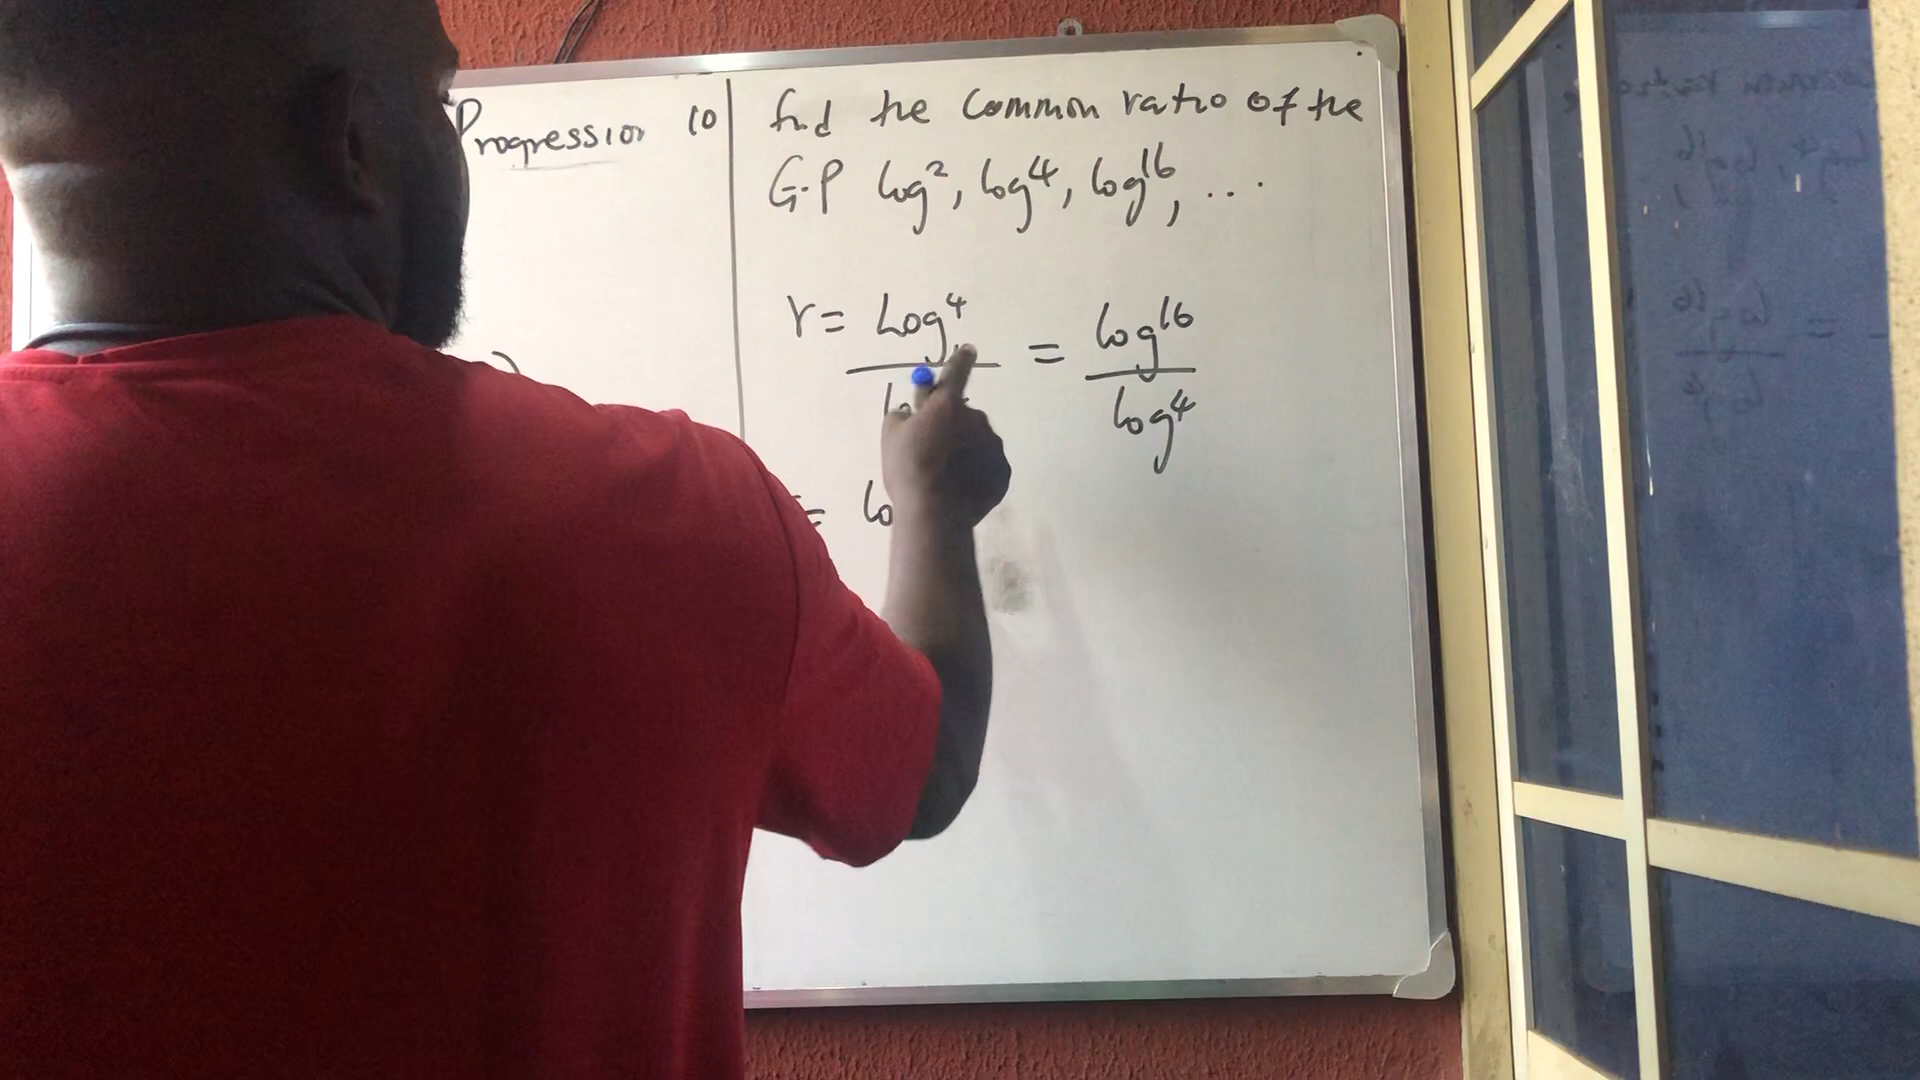 Progression
10 find the common ratio of the
G.P log², log⁴, log¹⁶, ...
r = Log⁴ = log¹⁶
log⁴
=